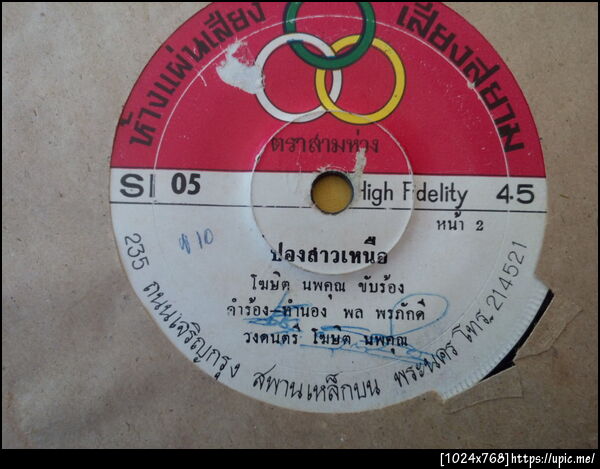 ห้างแผ่นเสียง เสียงสยาม
ตราสามห่วง
SI 05 High Fidelity 45
หน้า 2
ปองสาวเหนือ
โฆษิต นพคุณ ขับร้อง
คำร้อง-ทำนอง พล พรภักดี
วงดนตรี โฆษิต นพคุณ
235 ถนนเจริญกรุง สพานเหล็กบน พระนคร โทร. 214521
[1024x768]https://upic.me/